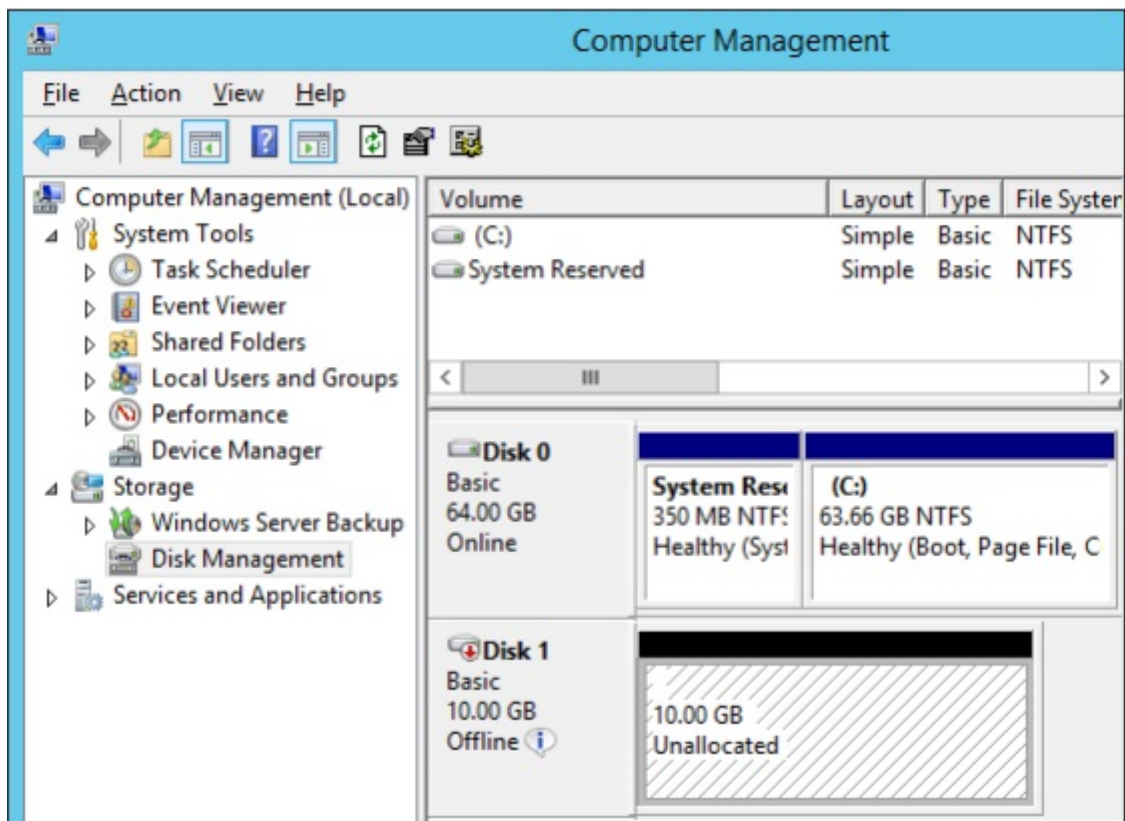 Computer Management
File Action View Help
Computer Management (Local)
System Tools
Task Scheduler
Event Viewer
Shared Folders
Local Users and Groups
Performance
Device Manager
Storage
Windows Server Backup
Disk Management
Services and Applications
Volume Layout Type File System
(C:) Simple Basic NTFS
System Reserved Simple Basic NTFS
Disk 0
Basic
64.00 GB
Online
System Rese
350 MB NTFS
Healthy (Syst
(C:)
63.66 GB NTFS
Healthy (Boot, Page File, C
Disk 1
Basic
10.00 GB
Offline
10.00 GB
Unallocated